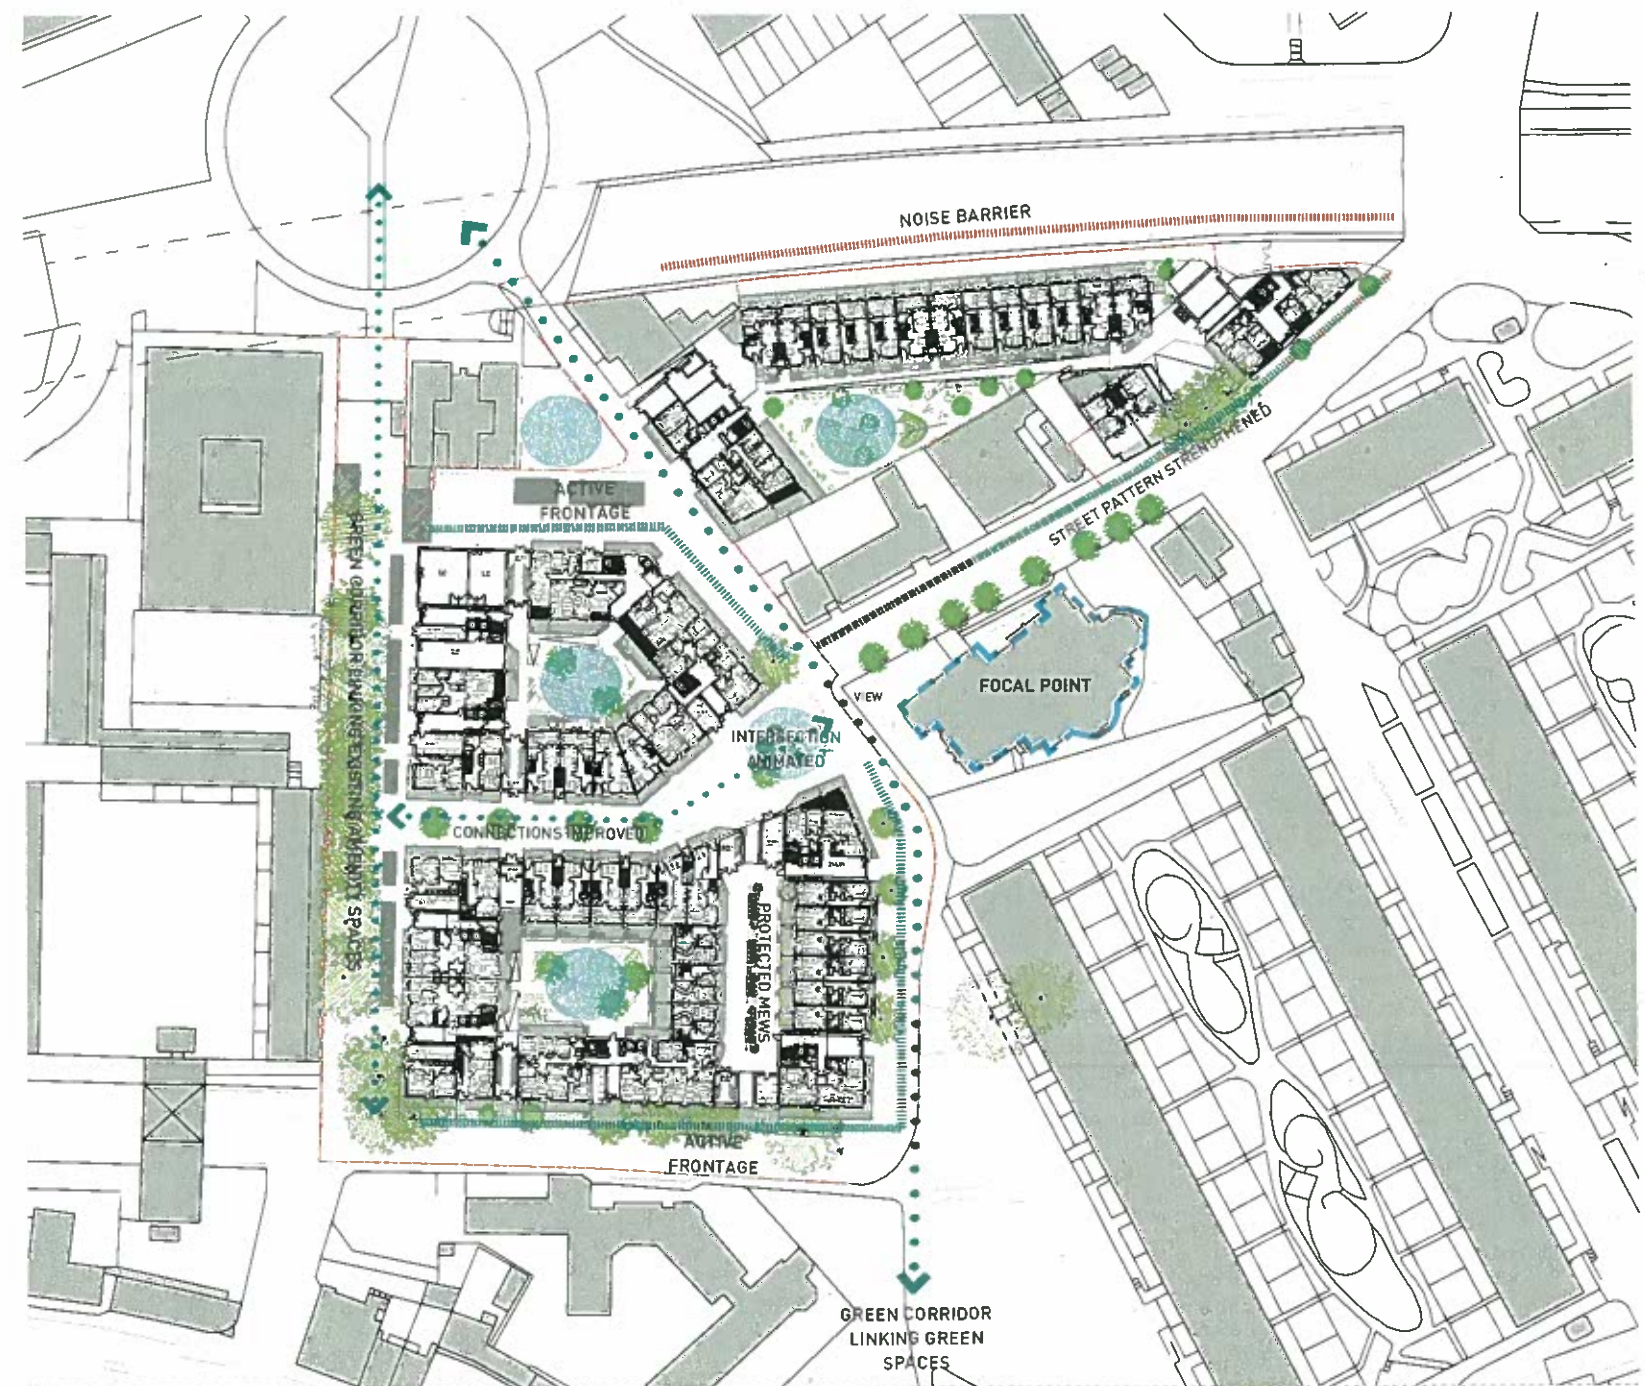 NOISE BARRIER
STREET PATTERN STRENGTHENED
ACTIVE
FRONTAGE
GREEN CORRIDOR LINKING EXISTING AMENITY SPACES
FOCAL POINT
VIEW
INTERSECTION
ANIMATED
CONNECTIONS IMPROVED
PROTECTED MEWS
ACTIVE
FRONTAGE
GREEN CORRIDOR
LINKING GREEN
SPACES